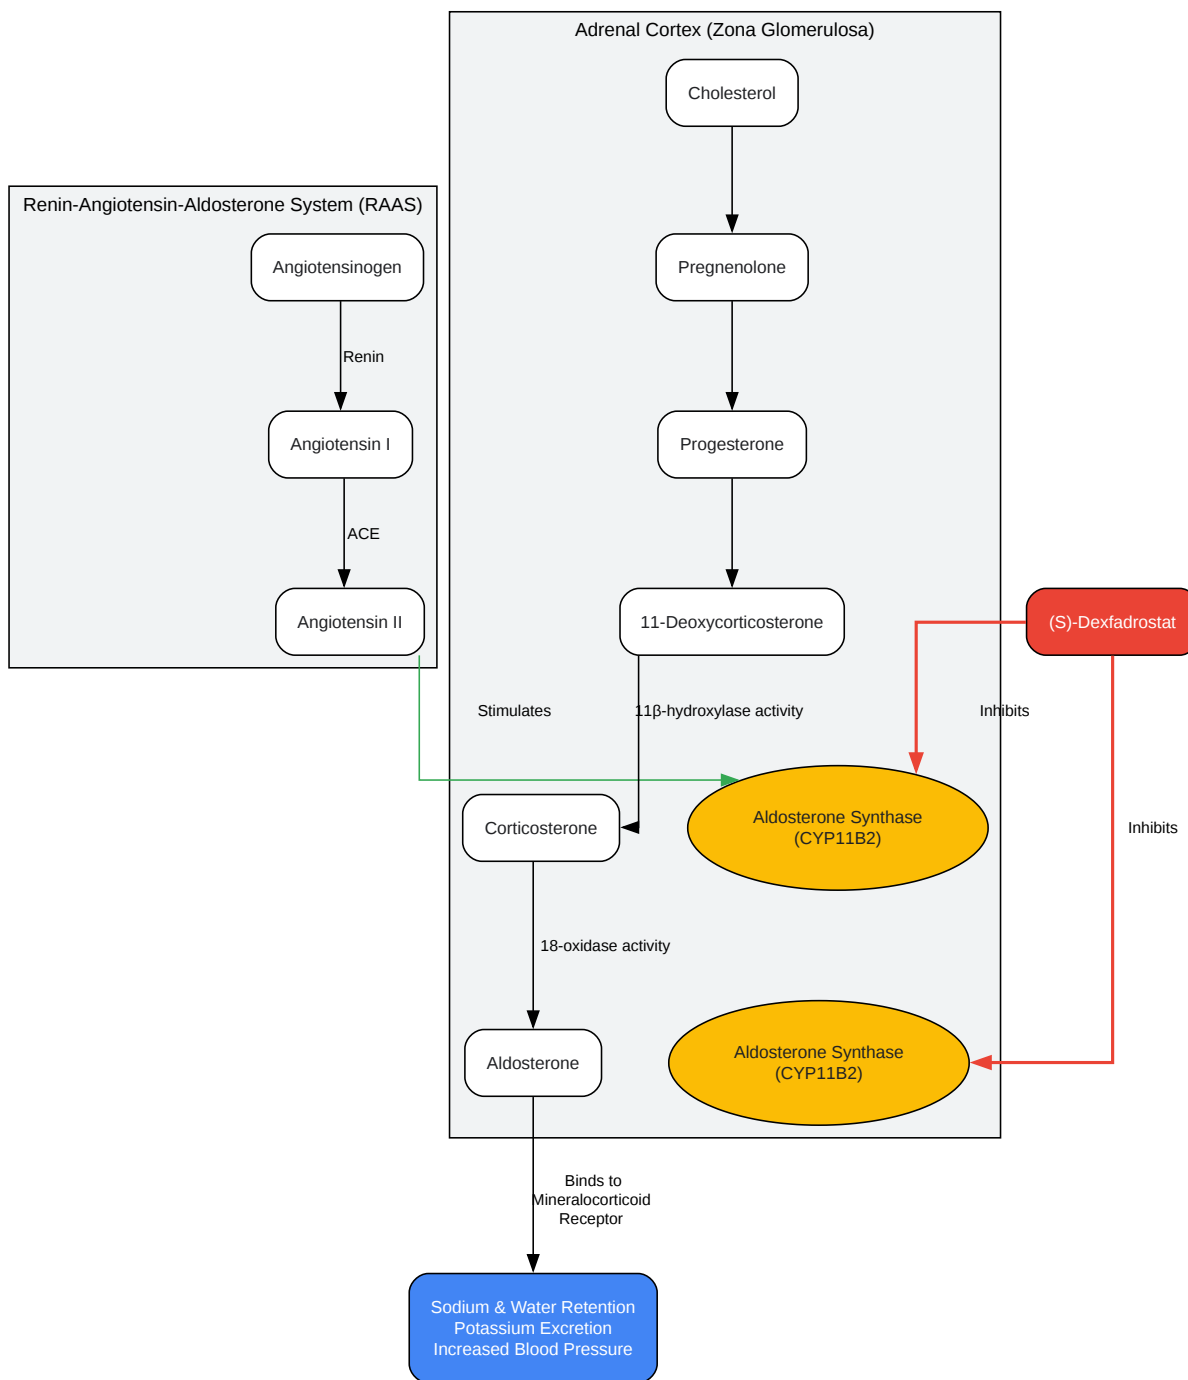 Adrenal Cortex (Zona Glomerulosa)
Cholesterol
Renin-Angiotensin-Aldosterone System (RAAS)
Angiotensinogen
Pregnenolone
Renin
Angiotensin I
Progesterone
ACE
Angiotensin II
11-Deoxycorticosterone
(S)-Dexfadrostat
Stimulates
11β-hydroxylase activity
Inhibits
Corticosterone
Aldosterone Synthase
(CYP11B2)
Inhibits
18-oxidase activity
Aldosterone
Aldosterone Synthase
(CYP11B2)
Binds to
Mineralocorticoid
Receptor
Sodium & Water Retention
Potassium Excretion
Increased Blood Pressure